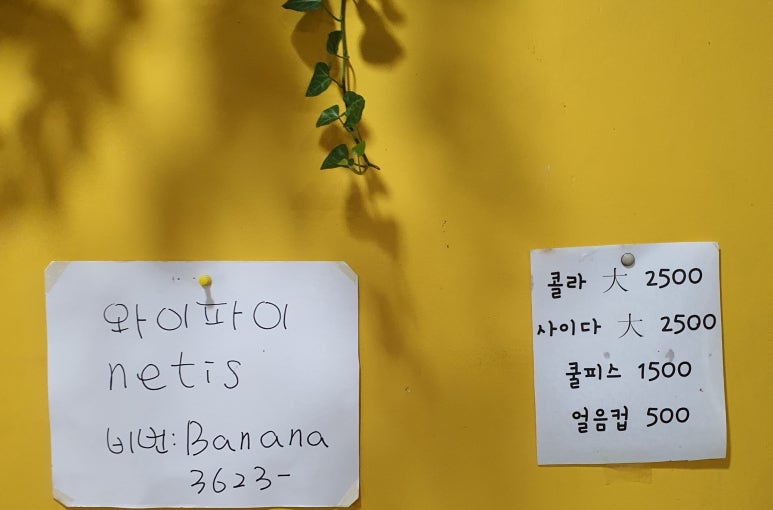 와이파이
netis
비번: Banana
3623-
콜라 大 2500
사이다 大 2500
쿨피스 1500
얼음컵 500